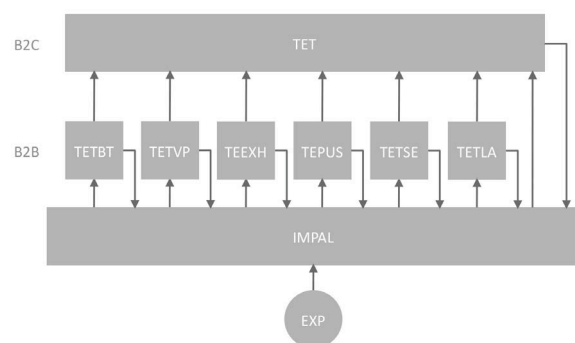 B2C
TET
B2B
TETBT TETVP TEEXH TEPUS TETSE TETLA
IMPAL
EXP